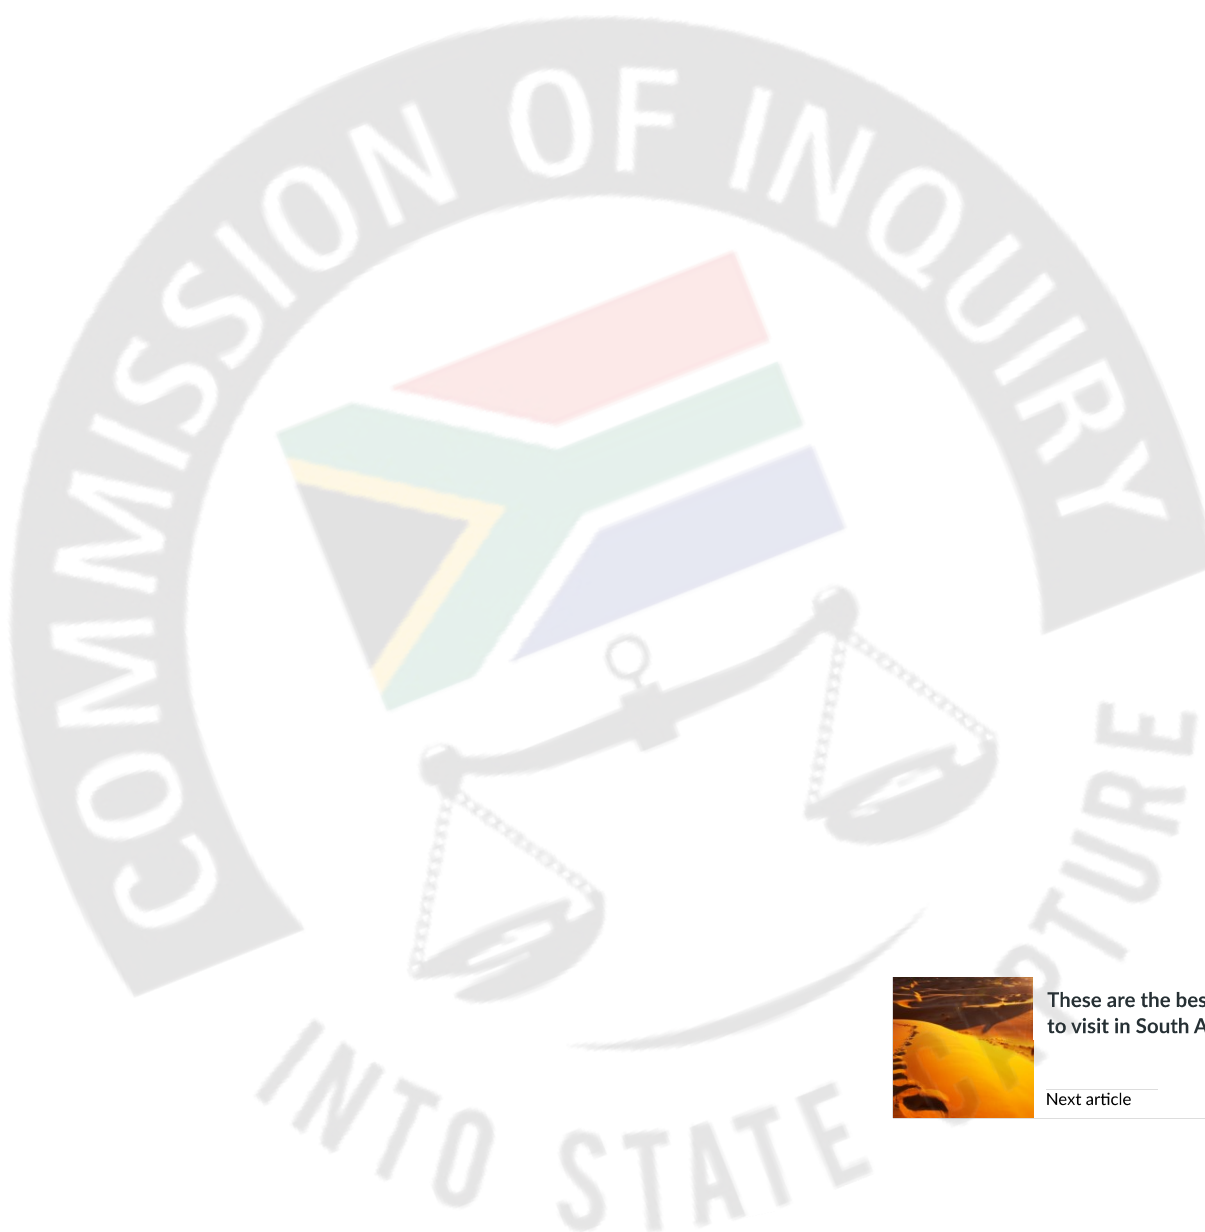 COMMISSION OF INQUIRY
INTO STATE CAPTURE
These are the bes
to visit in South A
Next article